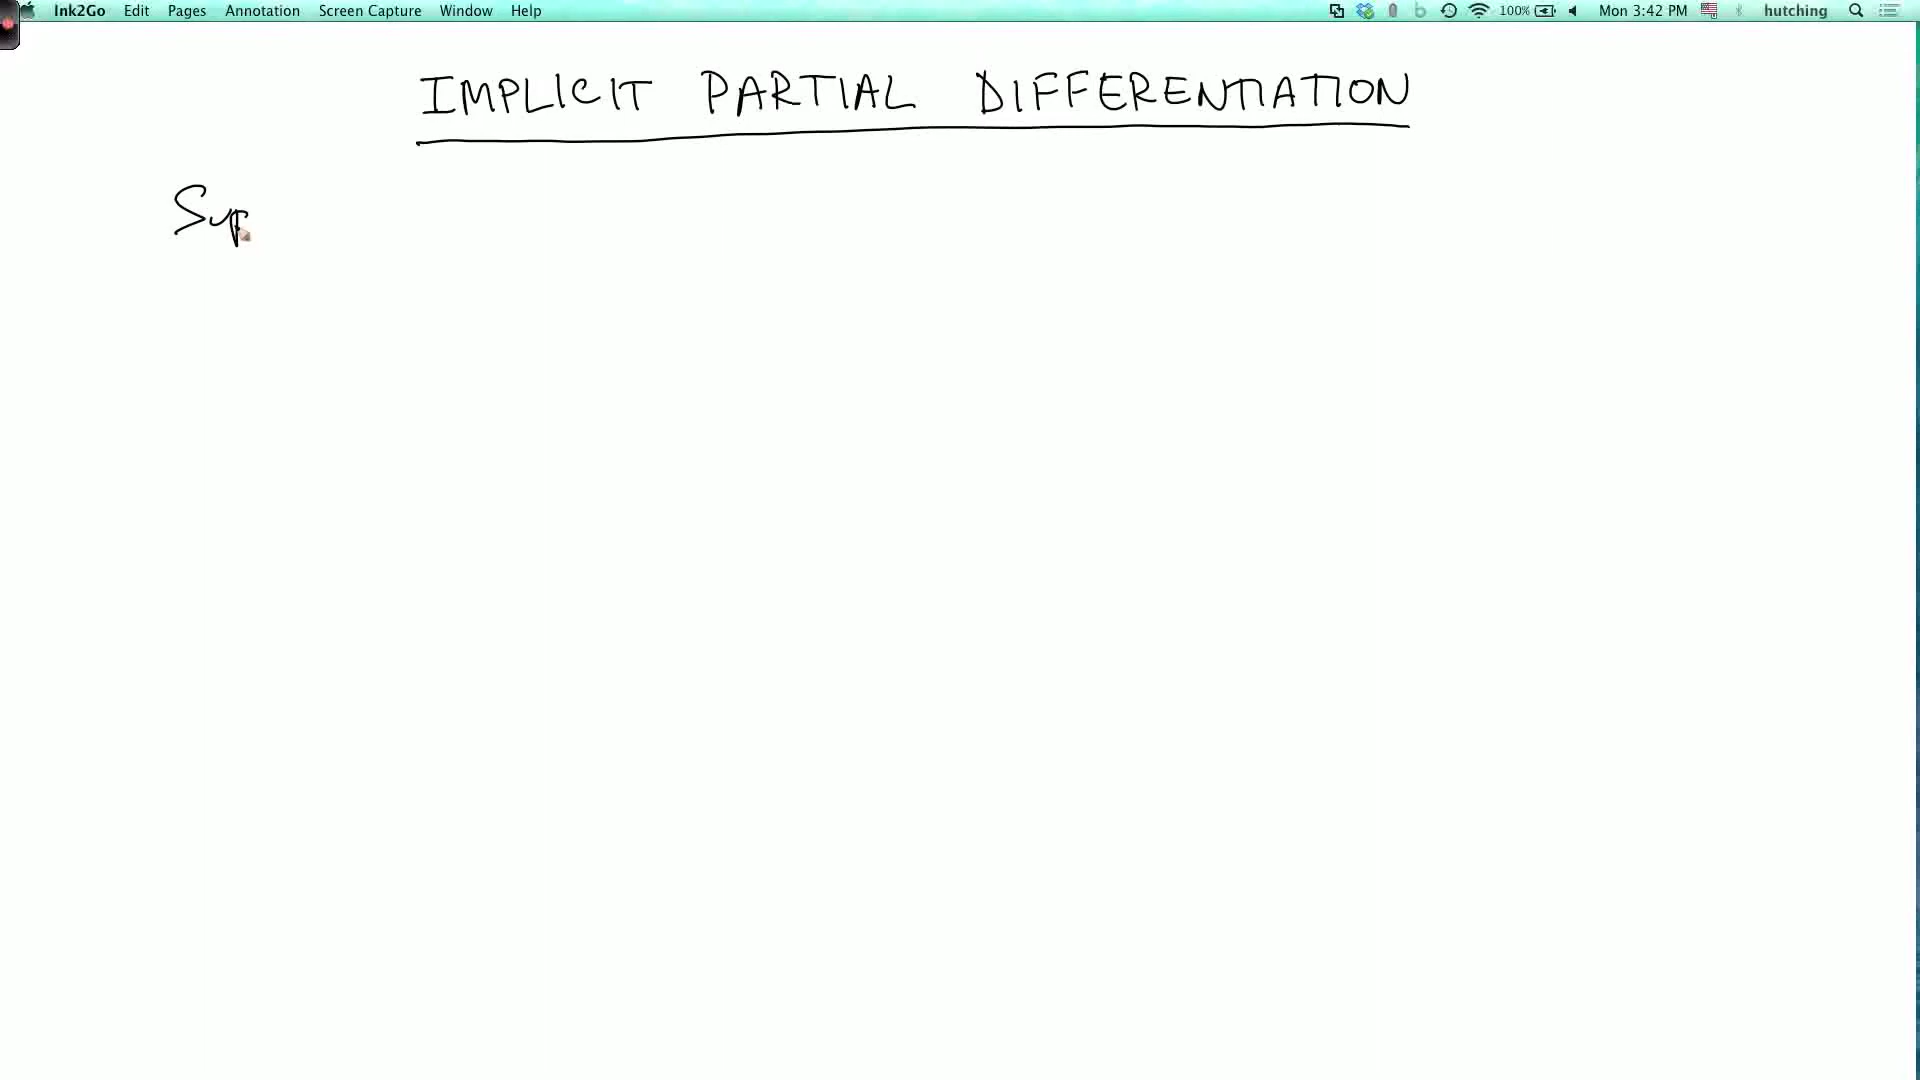 Ink2Go Edit Pages Annotation Screen Capture Window Help 100% Mon 3:42 PM hutching
IMPLICIT PARTIAL DIFFERENTIATION
Sup